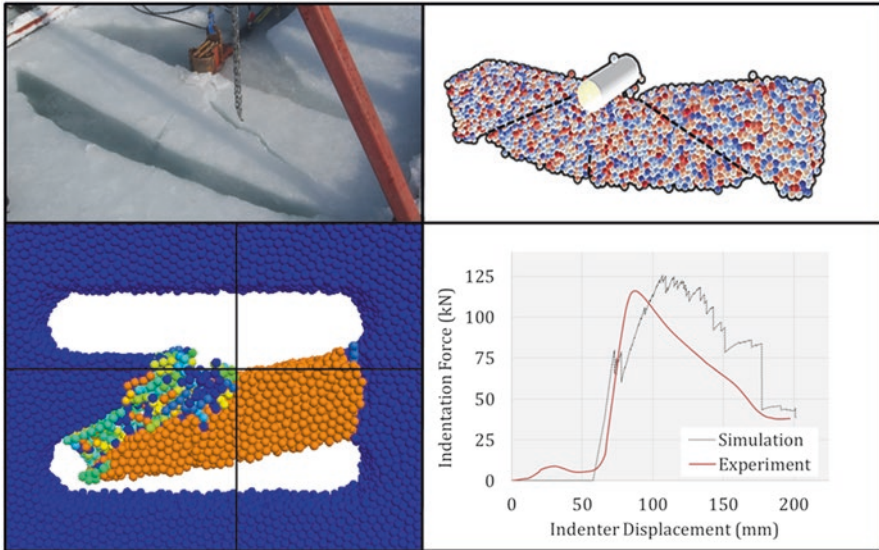 125
100
75
50
25
0
Indentation Force (kN)
Simulation
Experiment
0 50 100 150 200
Indenter Displacement (mm)